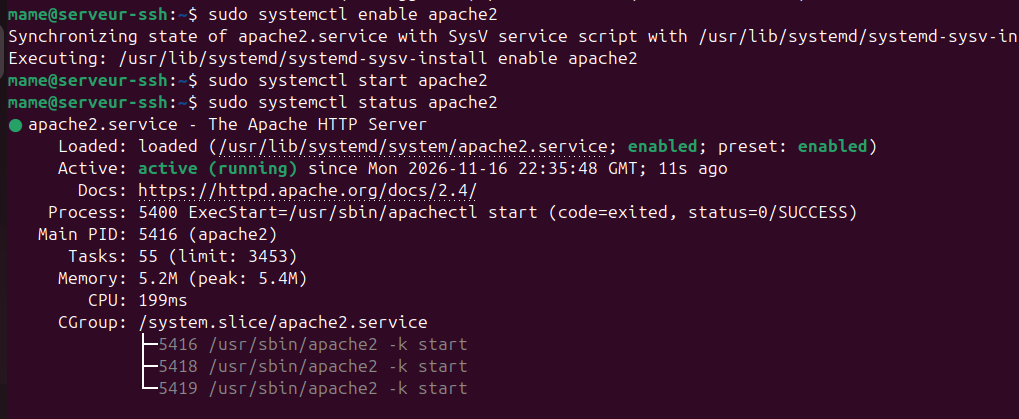 mame@serveur-ssh:~$ sudo systemctl enable apache2
Synchronizing state of apache2.service with SysV service script with /usr/lib/systemd/systemd-sysv-in
Executing: /usr/lib/systemd/systemd-sysv-install enable apache2
mame@serveur-ssh:~$ sudo systemctl start apache2
mame@serveur-ssh:~$ sudo systemctl status apache2
● apache2.service - The Apache HTTP Server
Loaded: loaded (/usr/lib/systemd/system/apache2.service; enabled; preset: enabled)
Active: active (running) since Mon 2026-11-16 22:35:48 GMT; 11s ago
Docs: https://httpd.apache.org/docs/2.4/
Process: 5400 ExecStart=/usr/sbin/apachectl start (code=exited, status=0/SUCCESS)
Main PID: 5416 (apache2)
Tasks: 55 (limit: 3453)
Memory: 5.2M (peak: 5.4M)
CPU: 199ms
CGroup: /system.slice/apache2.service
├─5416 /usr/sbin/apache2 -k start
├─5418 /usr/sbin/apache2 -k start
└─5419 /usr/sbin/apache2 -k start